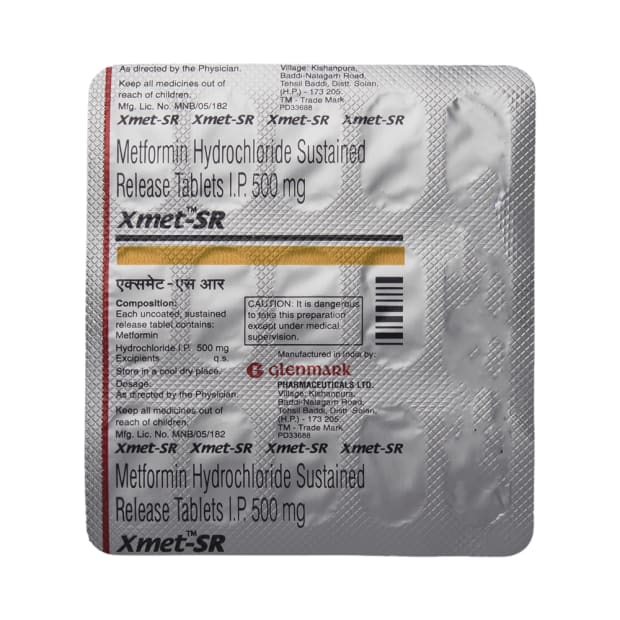 As directed by the Physician.
Keep all medicines out of
reach of children.
Mfg. Lic. No. MNB/05/182
Village: Kishanpura,
Baddi-Nalagarh Road,
Tehsil Baddi, Distt. Solan,
(H.P.) - 173 205.
TM - Trade Mark
PD33688
Xmet-SR Xmet-SR Xmet-SR Xmet-SR
Metformin Hydrochloride Sustained
Release Tablets I.P. 500 mg
Xmet™-SR
एक्समेट - एस आर
Composition:
Each uncoated, sustained
release tablet contains:
Metformin
Hydrochloride I.P. 500 mg
Excipients q.s.
Store in a cool dry place.
Dosage:
As directed by the Physician.
Keep all medicines out of
reach of children.
Mfg. Lic. No. MNB/05/182
CAUTION: It is dangerous
to take this preparation
except under medical
supervision.
Manufactured in India by:
G glenmark
PHARMACEUTICALS LTD.
Village: Kishanpura,
Baddi-Nalagarh Road,
Tehsil Baddi, Distt. Solan,
(H.P.) - 173 205.
TM - Trade Mark
PD33688
Xmet-SR Xmet-SR Xmet-SR Xmet-SR
Metformin Hydrochloride Sustained
Release Tablets I.P. 500 mg
Xmet™-SR